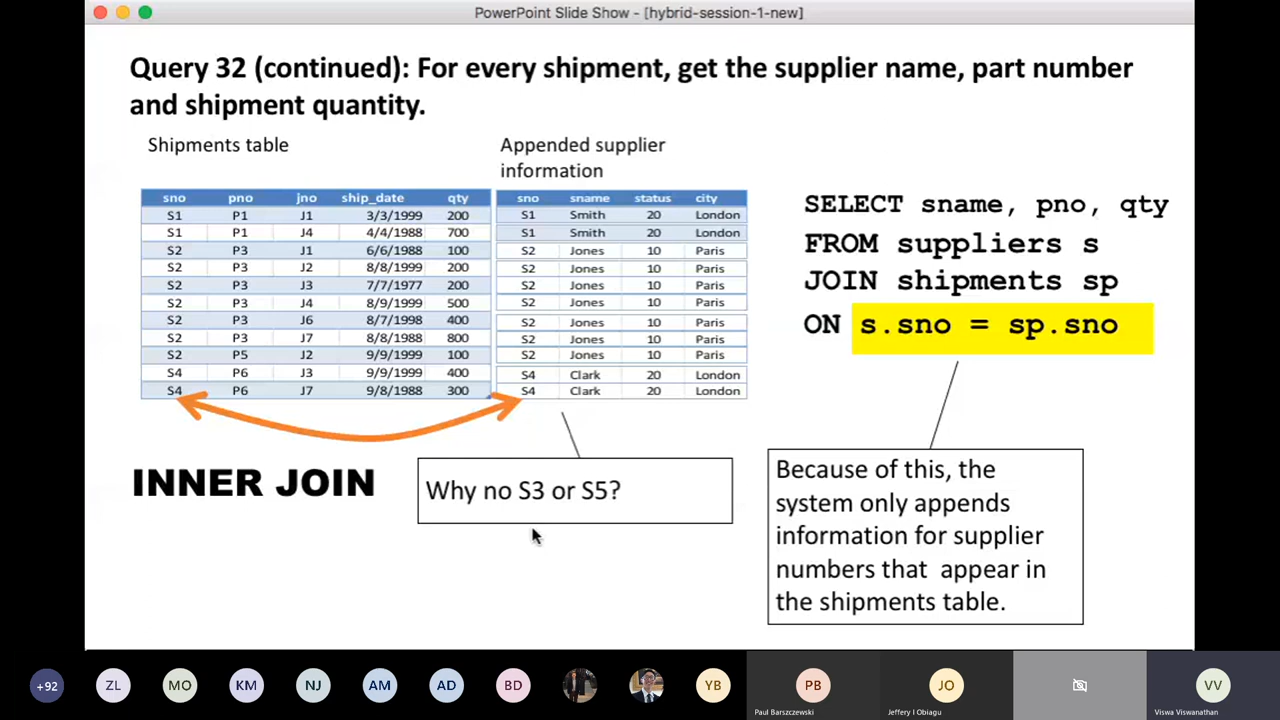 PowerPoint Slide Show - [hybrid-session-1-new]
Query 32 (continued): For every shipment, get the supplier name, part number
and shipment quantity.
Shipments table
Appended supplier
information
sno pno jno ship_date qty
S1 P1 J1 3/3/1999 200
S1 P1 J4 4/4/1988 700
S2 P3 J1 6/6/1988 100
S2 P3 J2 8/8/1999 200
S2 P3 J3 7/7/1977 200
S2 P3 J4 8/9/1999 500
S2 P3 J6 8/7/1998 400
S2 P3 J7 8/8/1988 800
S2 P5 J2 9/9/1999 100
S4 P6 J3 9/9/1999 400
S4 P6 J7 9/8/1988 300
sno sname status city
S1 Smith 20 London
S1 Smith 20 London
S2 Jones 10 Paris
S2 Jones 10 Paris
S2 Jones 10 Paris
S2 Jones 10 Paris
S2 Jones 10 Paris
S2 Jones 10 Paris
S2 Jones 10 Paris
S4 Clark 20 London
S4 Clark 20 London
SELECT sname, pno, qty
FROM suppliers s
JOIN shipments sp
ON s.sno = sp.sno
INNER JOIN
Why no S3 or S5?
Because of this, the
system only appends
information for supplier
numbers that appear in
the shipments table.
+92 ZL MO KM NJ AM AD BD YB PB JO VV
Paul Barszczewski
Jeffery I Obiagu
Viswa Viswanathan